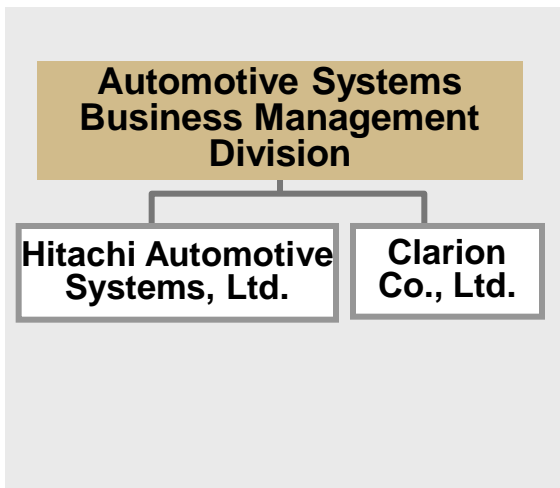 Automotive Systems
Business Management
Division
Hitachi Automotive
Systems, Ltd.
Clarion
Co., Ltd.